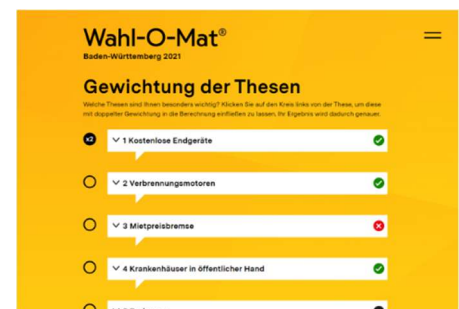 Wahl-O-Mat®
Baden-Württemberg 2021
Gewichtung der Thesen
Welche Thesen sind Ihnen besonders wichtig? Klicken Sie auf den Kreis links von der These, um diese
mit doppelter Gewichtung in die Berechnung einfließen zu lassen. Ihr Ergebnis wird dadurch genauer.
x2 1 Kostenlose Endgeräte
2 Verbrennungsmotoren
3 Mietpreisbremse
4 Krankenhäuser in öffentlicher Hand